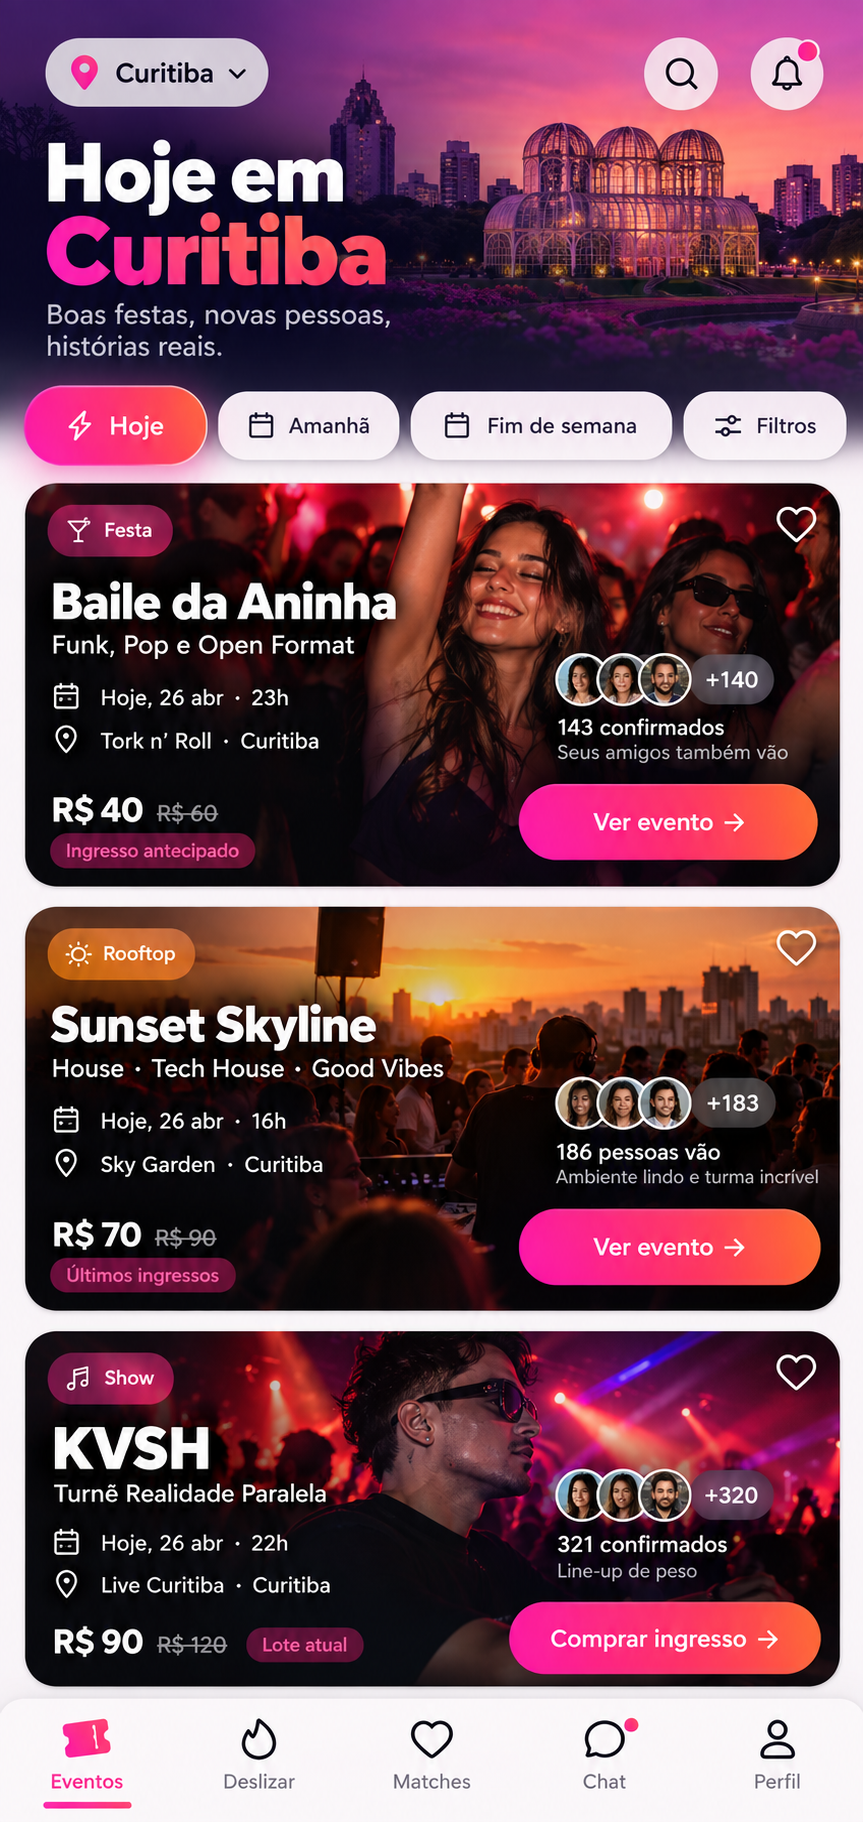 Curitiba
Hoje em
Curitiba
Boas festas, novas pessoas,
histórias reais.
Hoje
Amanhã
Fim de semana
Filtros
Festa
Baile da Aninha
Funk, Pop e Open Format
Hoje, 26 abr • 23h
Tork n’ Roll • Curitiba
+140
143 confirmados
Seus amigos também vão
R$ 40 R$ 60
Ingresso antecipado
Ver evento →
Rooftop
Sunset Skyline
House • Tech House • Good Vibes
Hoje, 26 abr • 16h
Sky Garden • Curitiba
+183
186 pessoas vão
Ambiente lindo e turma incrível
R$ 70 R$ 90
Últimos ingressos
Ver evento →
Show
KVSH
Turnê Realidade Paralela
Hoje, 26 abr • 22h
Live Curitiba • Curitiba
+320
321 confirmados
Line-up de peso
R$ 90 R$ 120 Lote atual
Comprar ingresso →
Eventos
Deslizar
Matches
Chat
Perfil